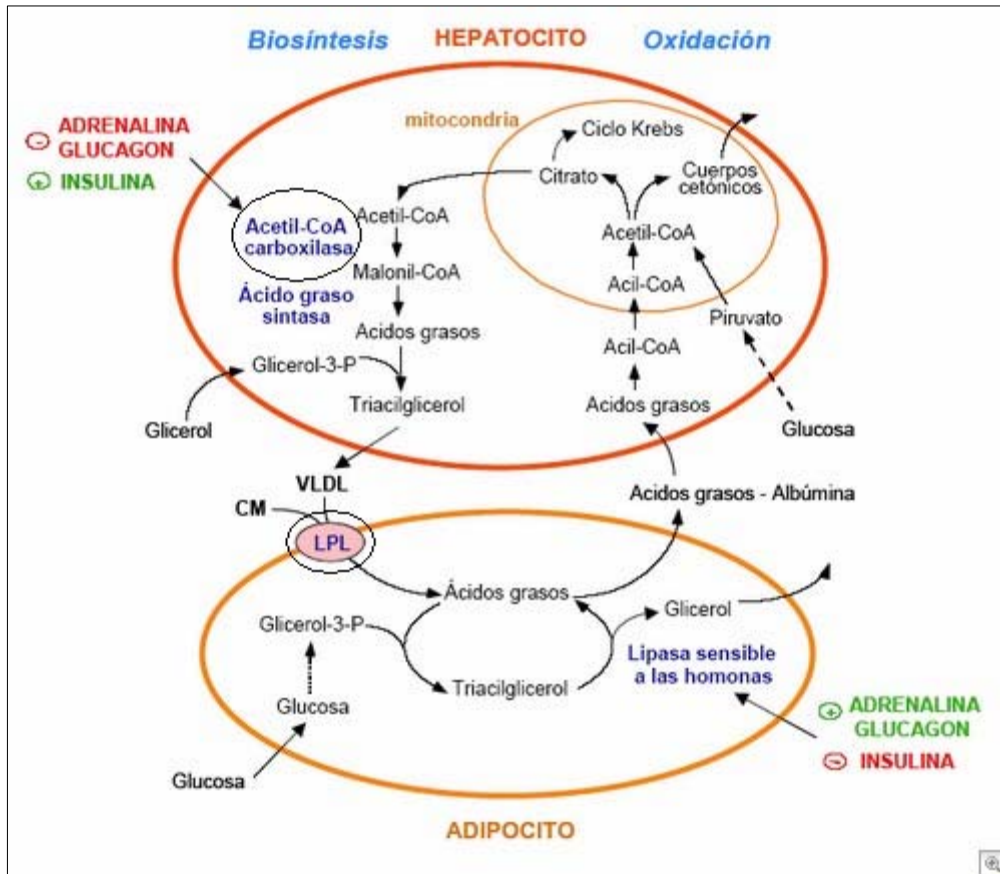 Biosíntesis HEPATOCITO Oxidación
mitocondria
Ciclo Krebs
Citrato
Cuerpos
cetónicos
Acetil-CoA
Acil-CoA
Piruvato
Acil-CoA
Acidos grasos
Glucosa
Acidos grasos - Albúmina
ADRENALINA
GLUCAGON
INSULINA
Acetil-CoA
carboxilasa
Acetil-CoA
Malonil-CoA
Ácido graso
sintasa
Acidos grasos
Glicerol-3-P
Triacilglicerol
Glicerol
VLDL
CM
LPL
Ácidos grasos
Glicerol
Glicerol-3-P
Triacilglicerol
Lipasa sensible
a las homonas
Glucosa
Glucosa
+ ADRENALINA
GLUCAGON
- INSULINA
ADIPOCITO